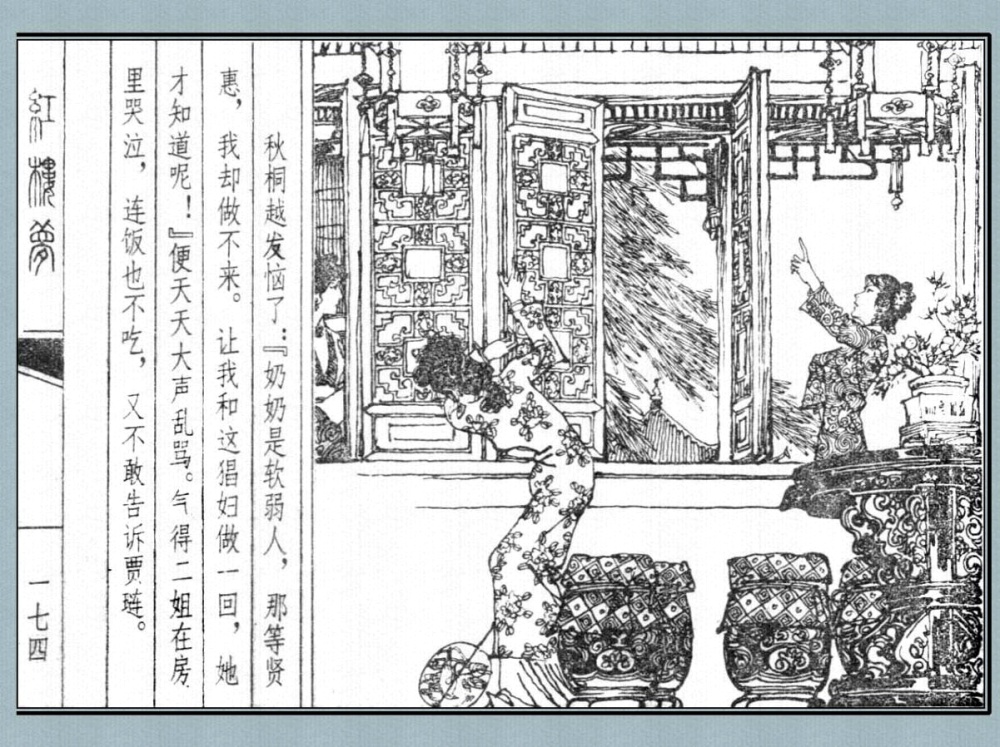 秋桐越发恼了：『奶奶是软弱人，那等贤
惠，我却做不来。让我和这猖妇做一回，她
才知道呢！』便天天大声乱骂。气得二姐在房
里哭泣，连饭也不吃，又不敢告诉贾琏。
红楼梦
一七四